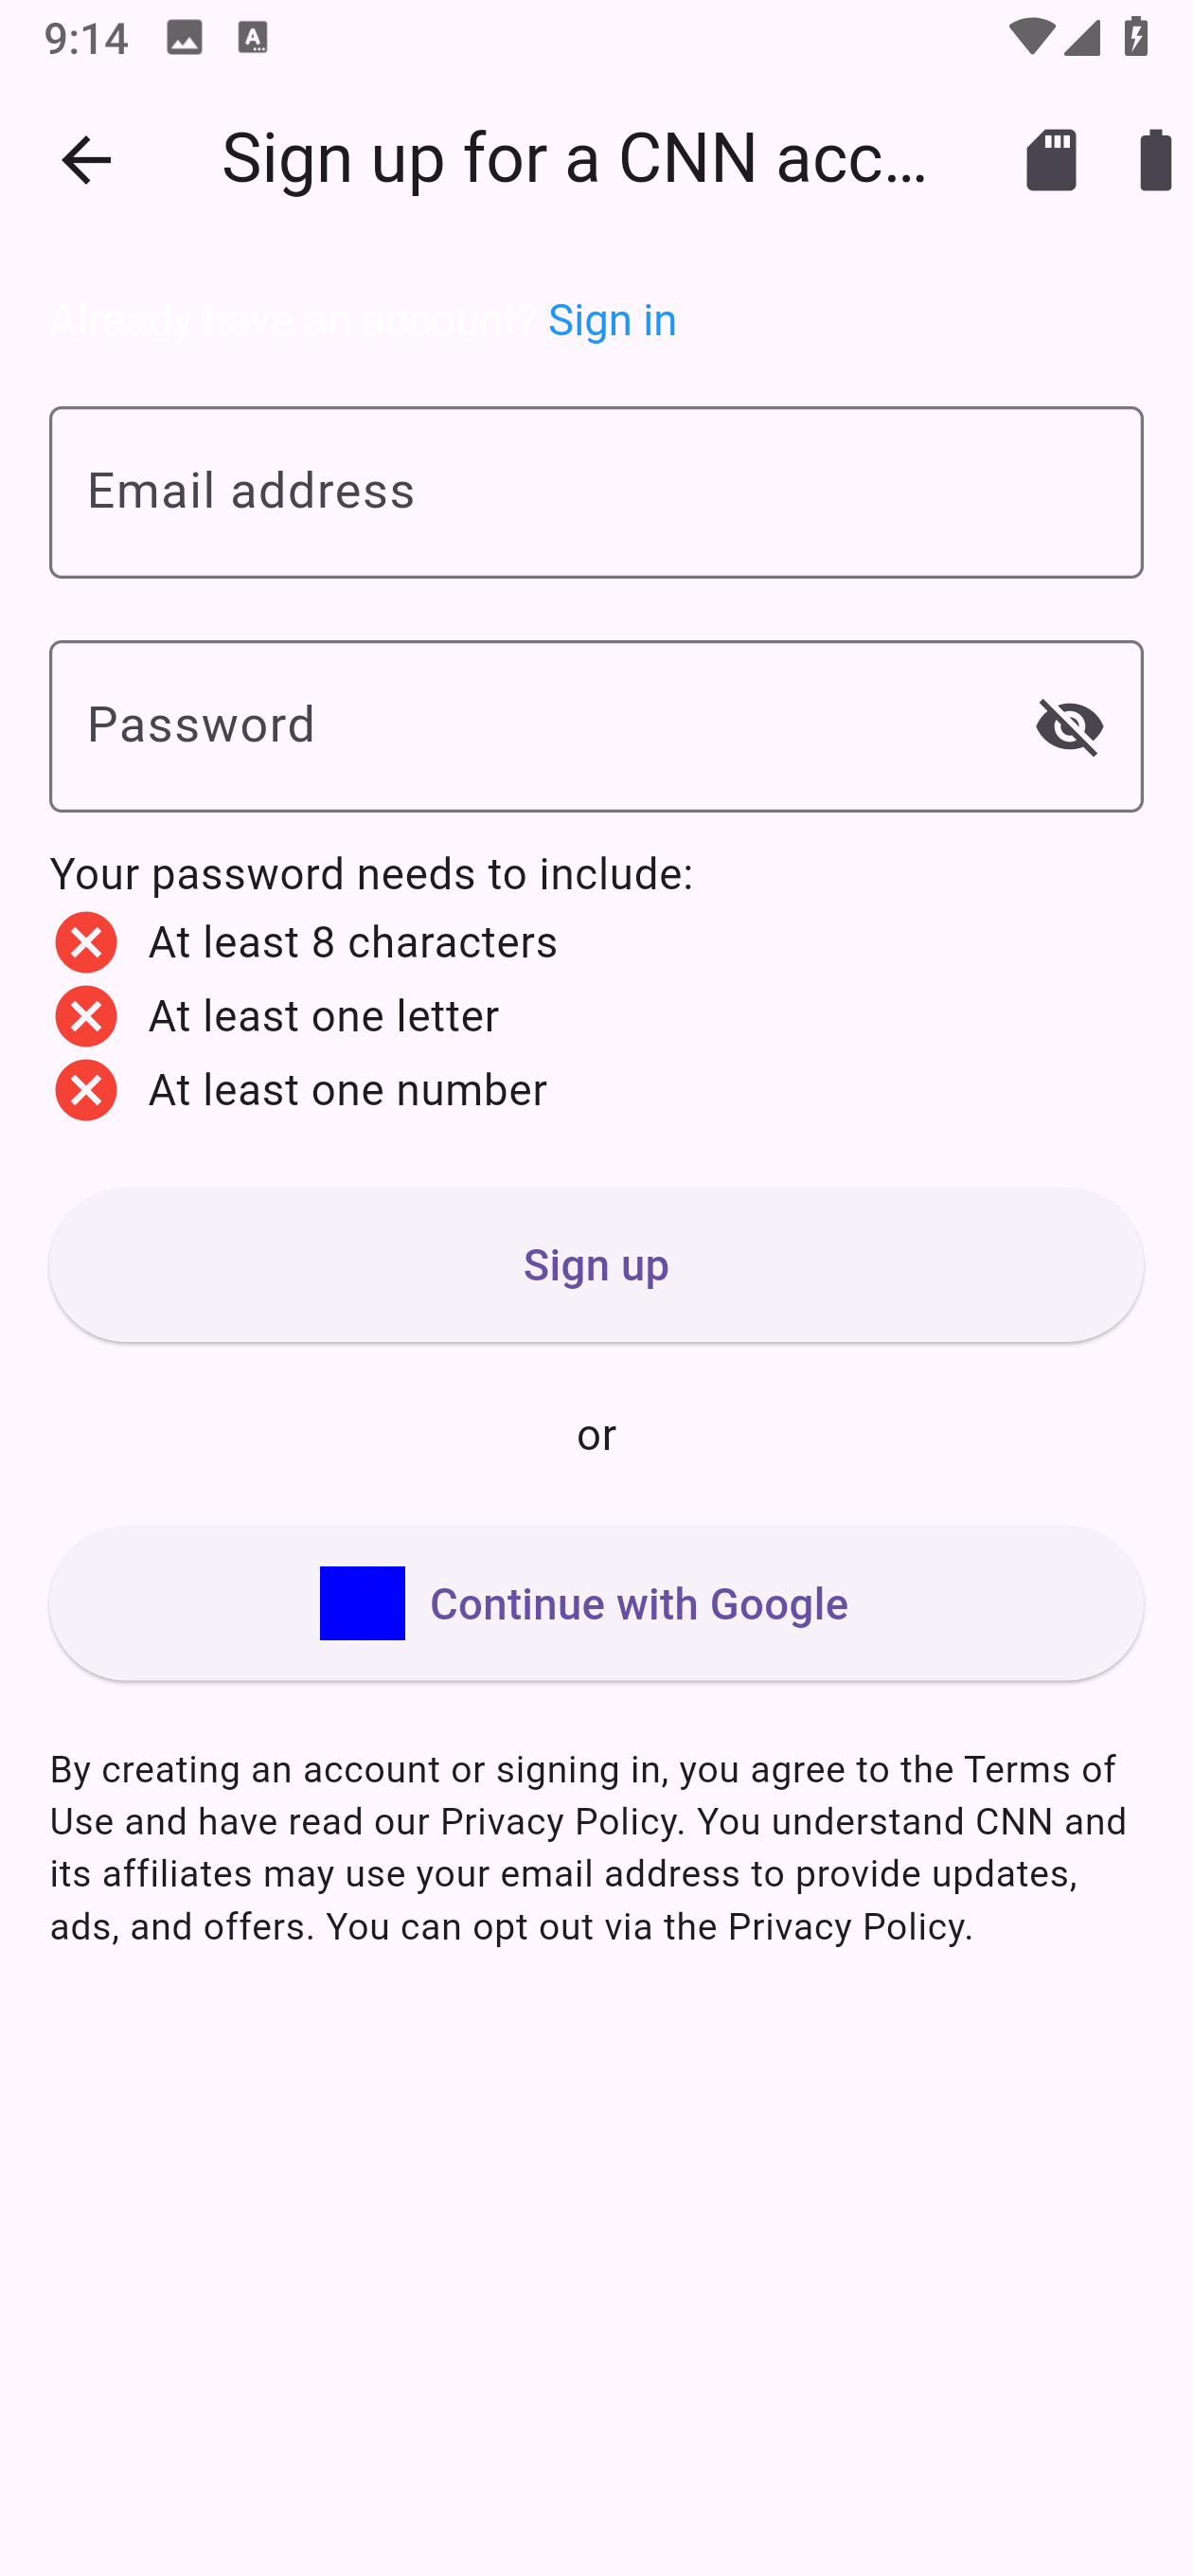 9:14
Sign up for a CNN acc...
Already have an account? Sign in
Email address
Password
Your password needs to include:
At least 8 characters
At least one letter
At least one number
Sign up
or
Continue with Google
By creating an account or signing in, you agree to the Terms of
Use and have read our Privacy Policy. You understand CNN and
its affiliates may use your email address to provide updates,
ads, and offers. You can opt out via the Privacy Policy.